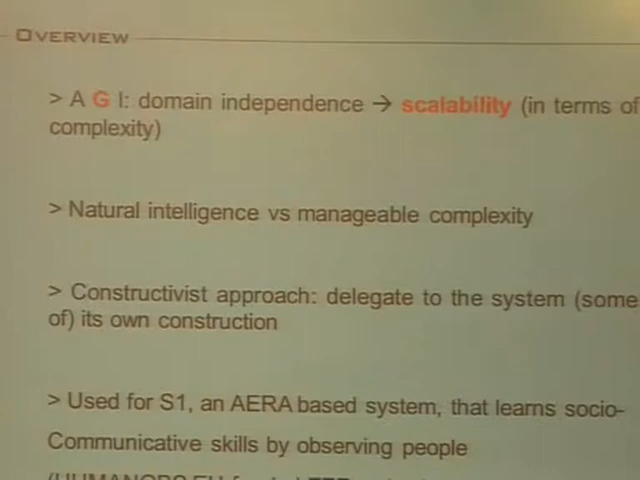 OVERVIEW
> A G I: domain independence → scalability (in terms of
complexity)
> Natural intelligence vs manageable complexity
> Constructivist approach: delegate to the system (some
of) its own construction
> Used for S1, an AERA based system, that learns socio-
Communicative skills by observing people